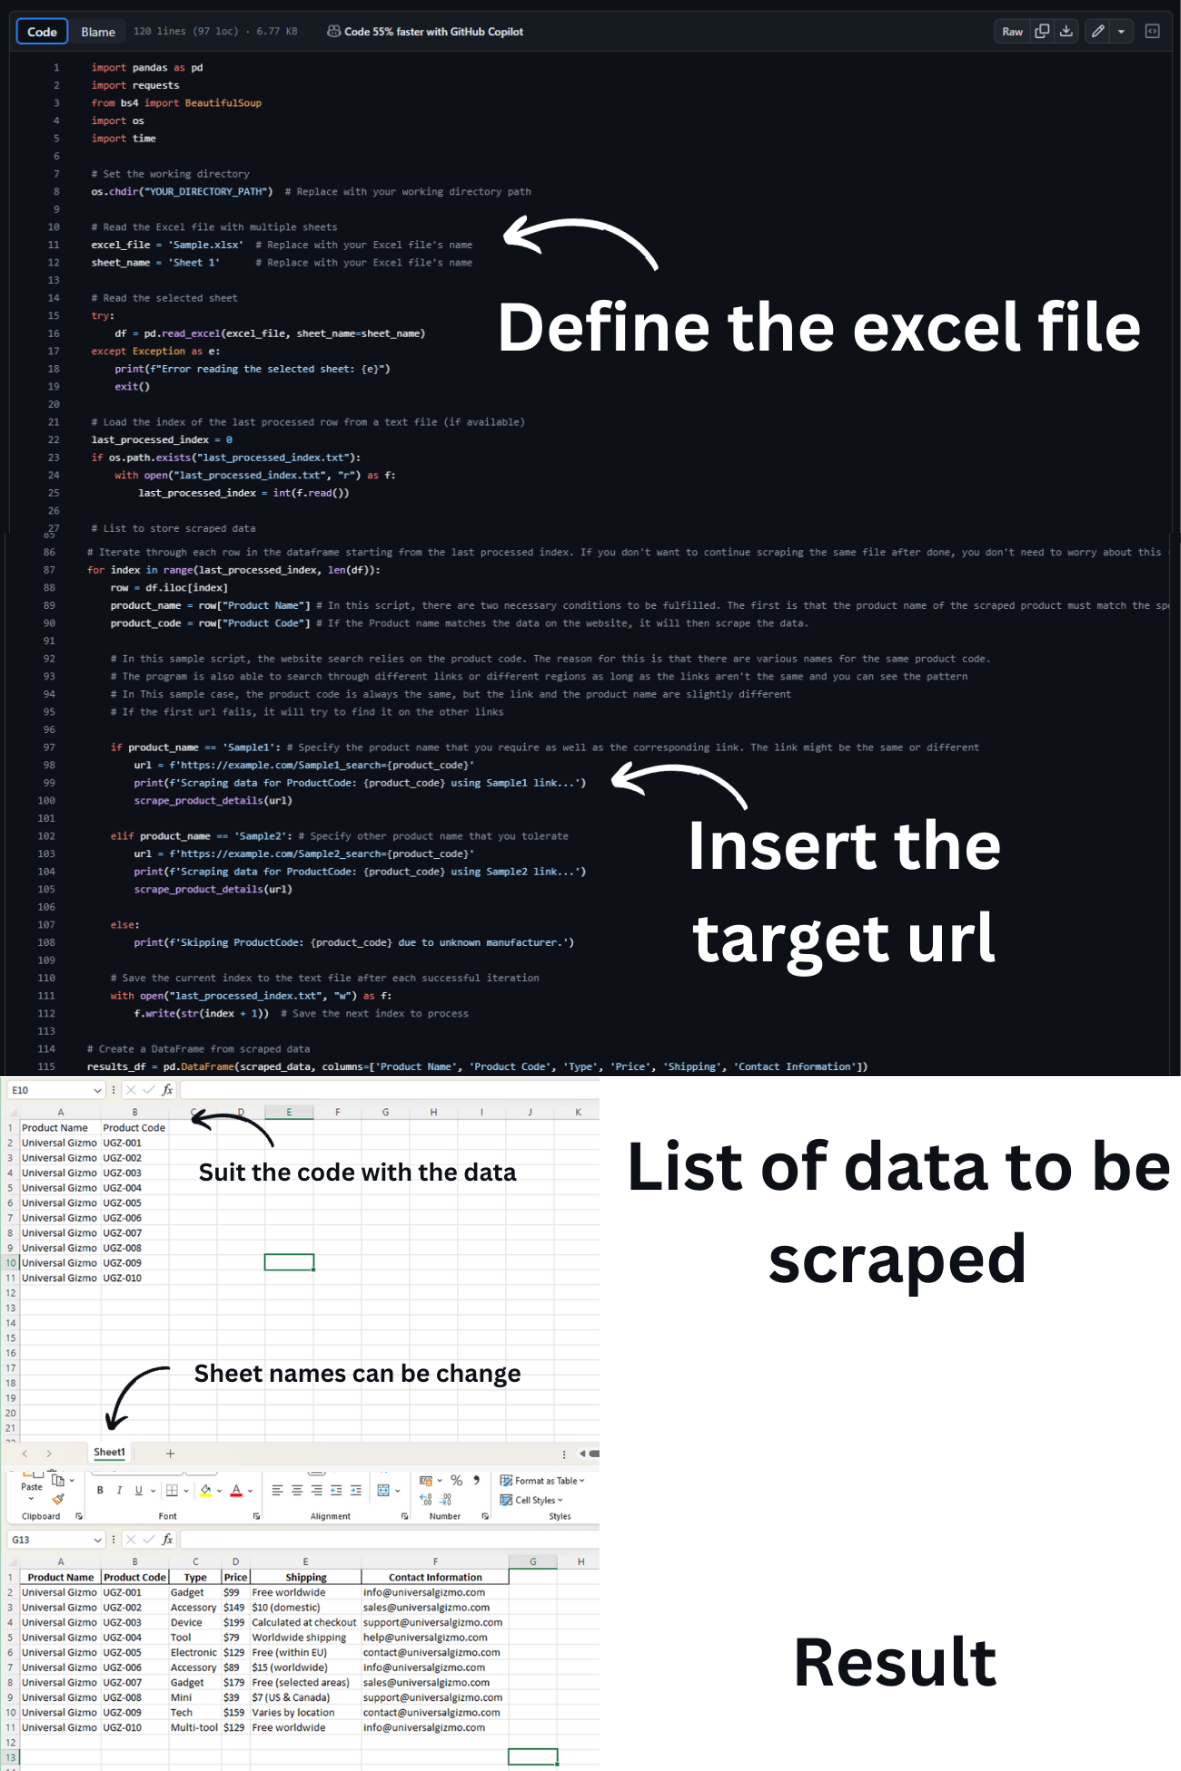 Code Blame 120 lines (97 loc) · 6.77 KB Code 55% faster with GitHub Copilot Raw
1 import pandas as pd
2 import requests
3 from bs4 import BeautifulSoup
4 import os
5 import time
6
7 # Set the working directory
8 os.chdir("YOUR_DIRECTORY_PATH") # Replace with your working directory path
9
10 # Read the Excel file with multiple sheets
11 excel_file = 'Sample.xlsx' # Replace with your Excel file's name
12 sheet_name = 'Sheet 1' # Replace with your Excel file's name
13
14 # Read the selected sheet
15 try:
16 df = pd.read_excel(excel_file, sheet_name=sheet_name)
17 except Exception as e:
18 print(f"Error reading the selected sheet: {e}")
19 exit()
20
21 # Load the index of the last processed row from a text file (if available)
22 last_processed_index = 0
23 if os.path.exists("last_processed_index.txt"):
24 with open("last_processed_index.txt", "r") as f:
25 last_processed_index = int(f.read())
26
27 # List to store scraped data
Define the excel file
85
86 # Iterate through each row in the dataframe starting from the last processed index. If you don't want to continue scraping the same file after done, you don't need to worry about this
87 for index in range(last_processed_index, len(df)):
88 row = df.iloc[index]
89 product_name = row["Product Name"] # In this script, there are two necessary conditions to be fulfilled. The first is that the product name of the scraped product must match the spe
90 product_code = row["Product Code"] # If the Product name matches the data on the website, it will then scrape the data.
91
92 # In this sample script, the website search relies on the product code. The reason for this is that there are various names for the same product code.
93 # The program is also able to search through different links or different regions as long as the links aren't the same and you can see the pattern
94 # In This sample case, the product code is always the same, but the link and the product name are slightly different
95 # If the first url fails, it will try to find it on the other links
96
97 if product_name == 'Sample1': # Specify the product name that you require as well as the corresponding link. The link might be the same or different
98 url = f'https://example.com/Sample1_search={product_code}'
99 print(f'Scraping data for ProductCode: {product_code} using Sample1 link...')
100 scrape_product_details(url)
101
102 elif product_name == 'Sample2': # Specify other product name that you tolerate
103 url = f'https://example.com/Sample2_search={product_code}'
104 print(f'Scraping data for ProductCode: {product_code} using Sample2 link...')
105 scrape_product_details(url)
106
107 else:
108 print(f'Skipping ProductCode: {product_code} due to unknown manufacturer.')
109
110 # Save the current index to the text file after each successful iteration
111 with open("last_processed_index.txt", "w") as f:
112 f.write(str(index + 1)) # Save the next index to process
113
114 # Create a DataFrame from scraped data
115 results_df = pd.DataFrame(scraped_data, columns=['Product Name', 'Product Code', 'Type', 'Price', 'Shipping', 'Contact Information'])
Insert the
target url
E10 fx
A B C D E F G H I J K
1 Product Name Product Code
2 Universal Gizmo UGZ-001
3 Universal Gizmo UGZ-002
4 Universal Gizmo UGZ-003
5 Universal Gizmo UGZ-004
6 Universal Gizmo UGZ-005
7 Universal Gizmo UGZ-006
8 Universal Gizmo UGZ-007
9 Universal Gizmo UGZ-008
10 Universal Gizmo UGZ-009
11 Universal Gizmo UGZ-010
12
13
14
15
16
17
18
19
20
21
Suit the code with the data
Sheet names can be change
Sheet1 +
List of data to be
scraped
Paste B I U A % Format as Table
Cell Styles
Clipboard Font Alignment Number Styles
G13 fx
A B C D E F G H
1 Product Name Product Code Type Price Shipping Contact Information
2 Universal Gizmo UGZ-001 Gadget $99 Free worldwide info@universalgizmo.com
3 Universal Gizmo UGZ-002 Accessory $149 $10 (domestic) sales@universalgizmo.com
4 Universal Gizmo UGZ-003 Device $199 Calculated at checkout support@universalgizmo.com
5 Universal Gizmo UGZ-004 Tool $79 Worldwide shipping help@universalgizmo.com
6 Universal Gizmo UGZ-005 Electronic $129 Free (within EU) contact@universalgizmo.com
7 Universal Gizmo UGZ-006 Accessory $89 $15 (worldwide) info@universalgizmo.com
8 Universal Gizmo UGZ-007 Gadget $179 Free (selected areas) sales@universalgizmo.com
9 Universal Gizmo UGZ-008 Mini $39 $7 (US & Canada) support@universalgizmo.com
10 Universal Gizmo UGZ-009 Tech $159 Varies by location contact@universalgizmo.com
11 Universal Gizmo UGZ-010 Multi-tool $129 Free worldwide info@universalgizmo.com
12
13
Result